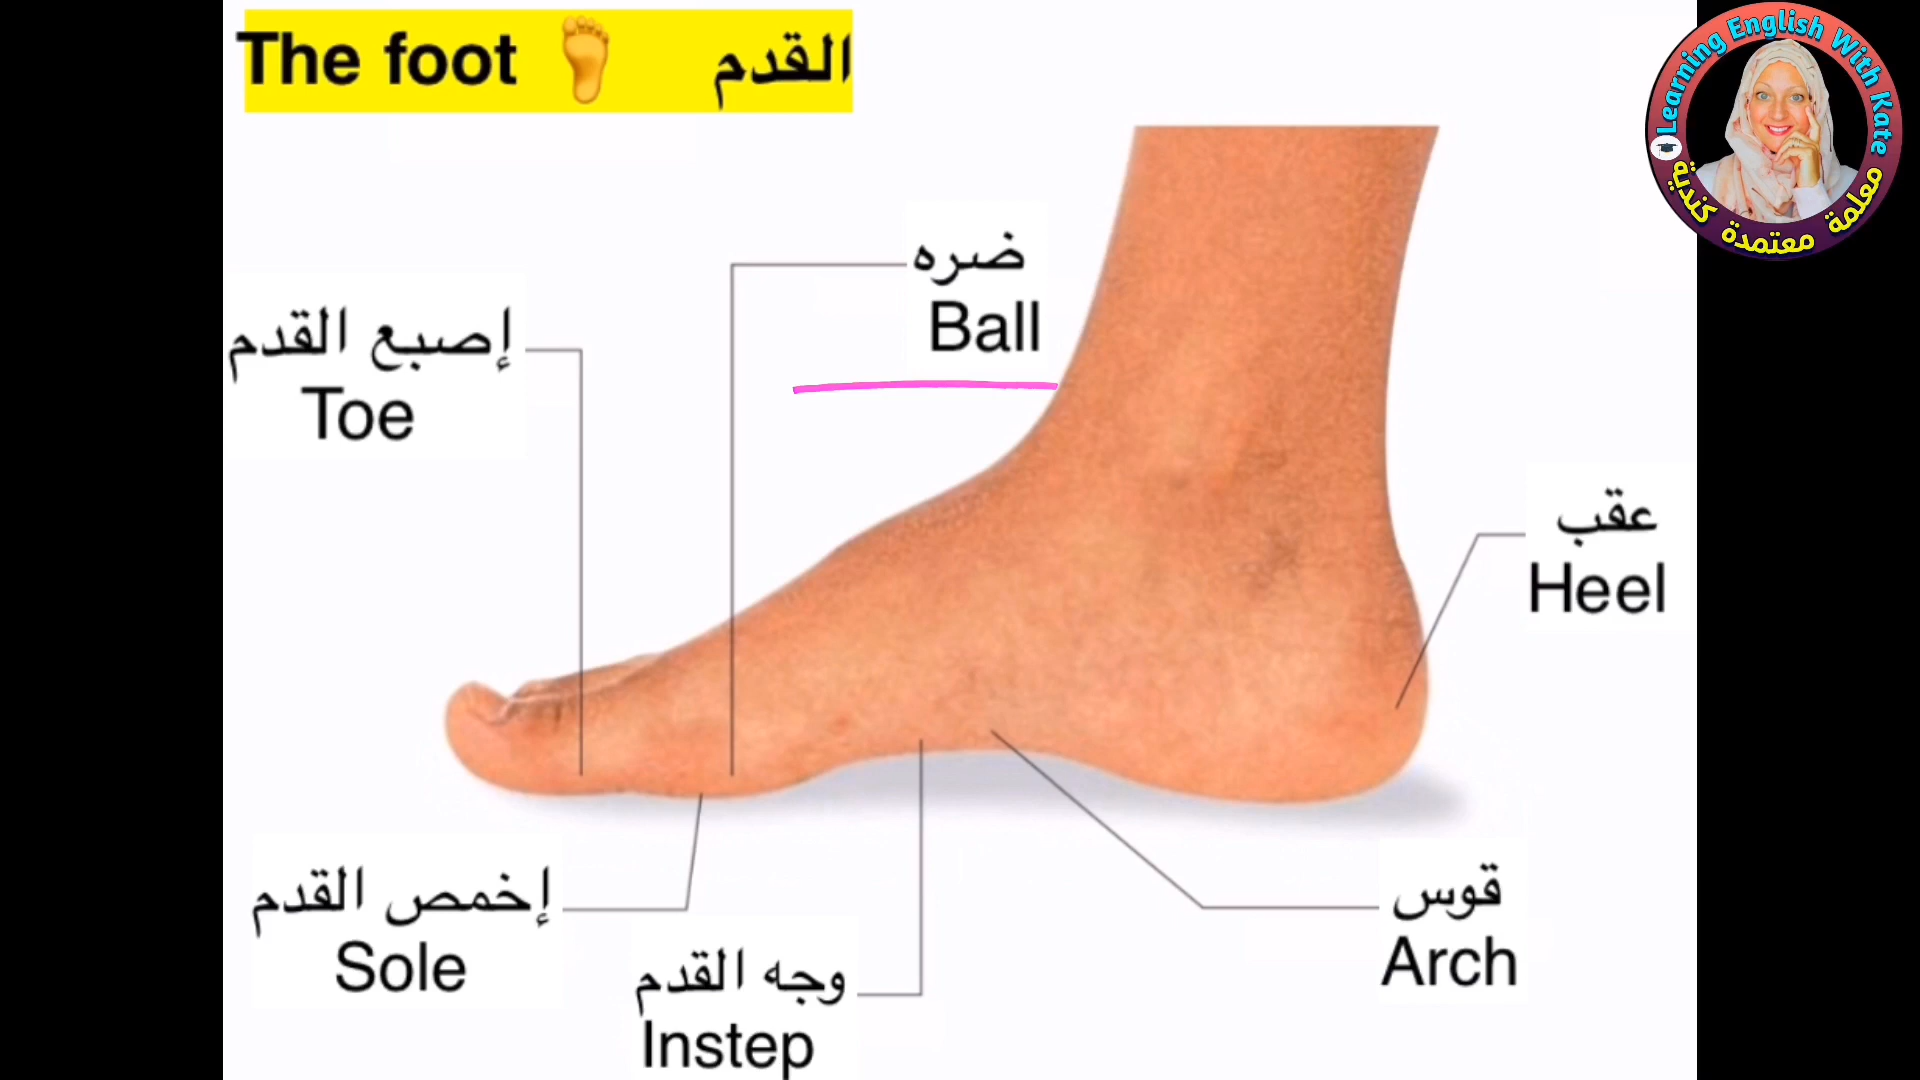 The foot 🦶 القدم
Learning English With Kate
معلمة معتمدة كندية
ضره
Ball
إصبع القدم
Toe
عقب
Heel
إخمص القدم
Sole
وجه القدم
Instep
قوس
Arch